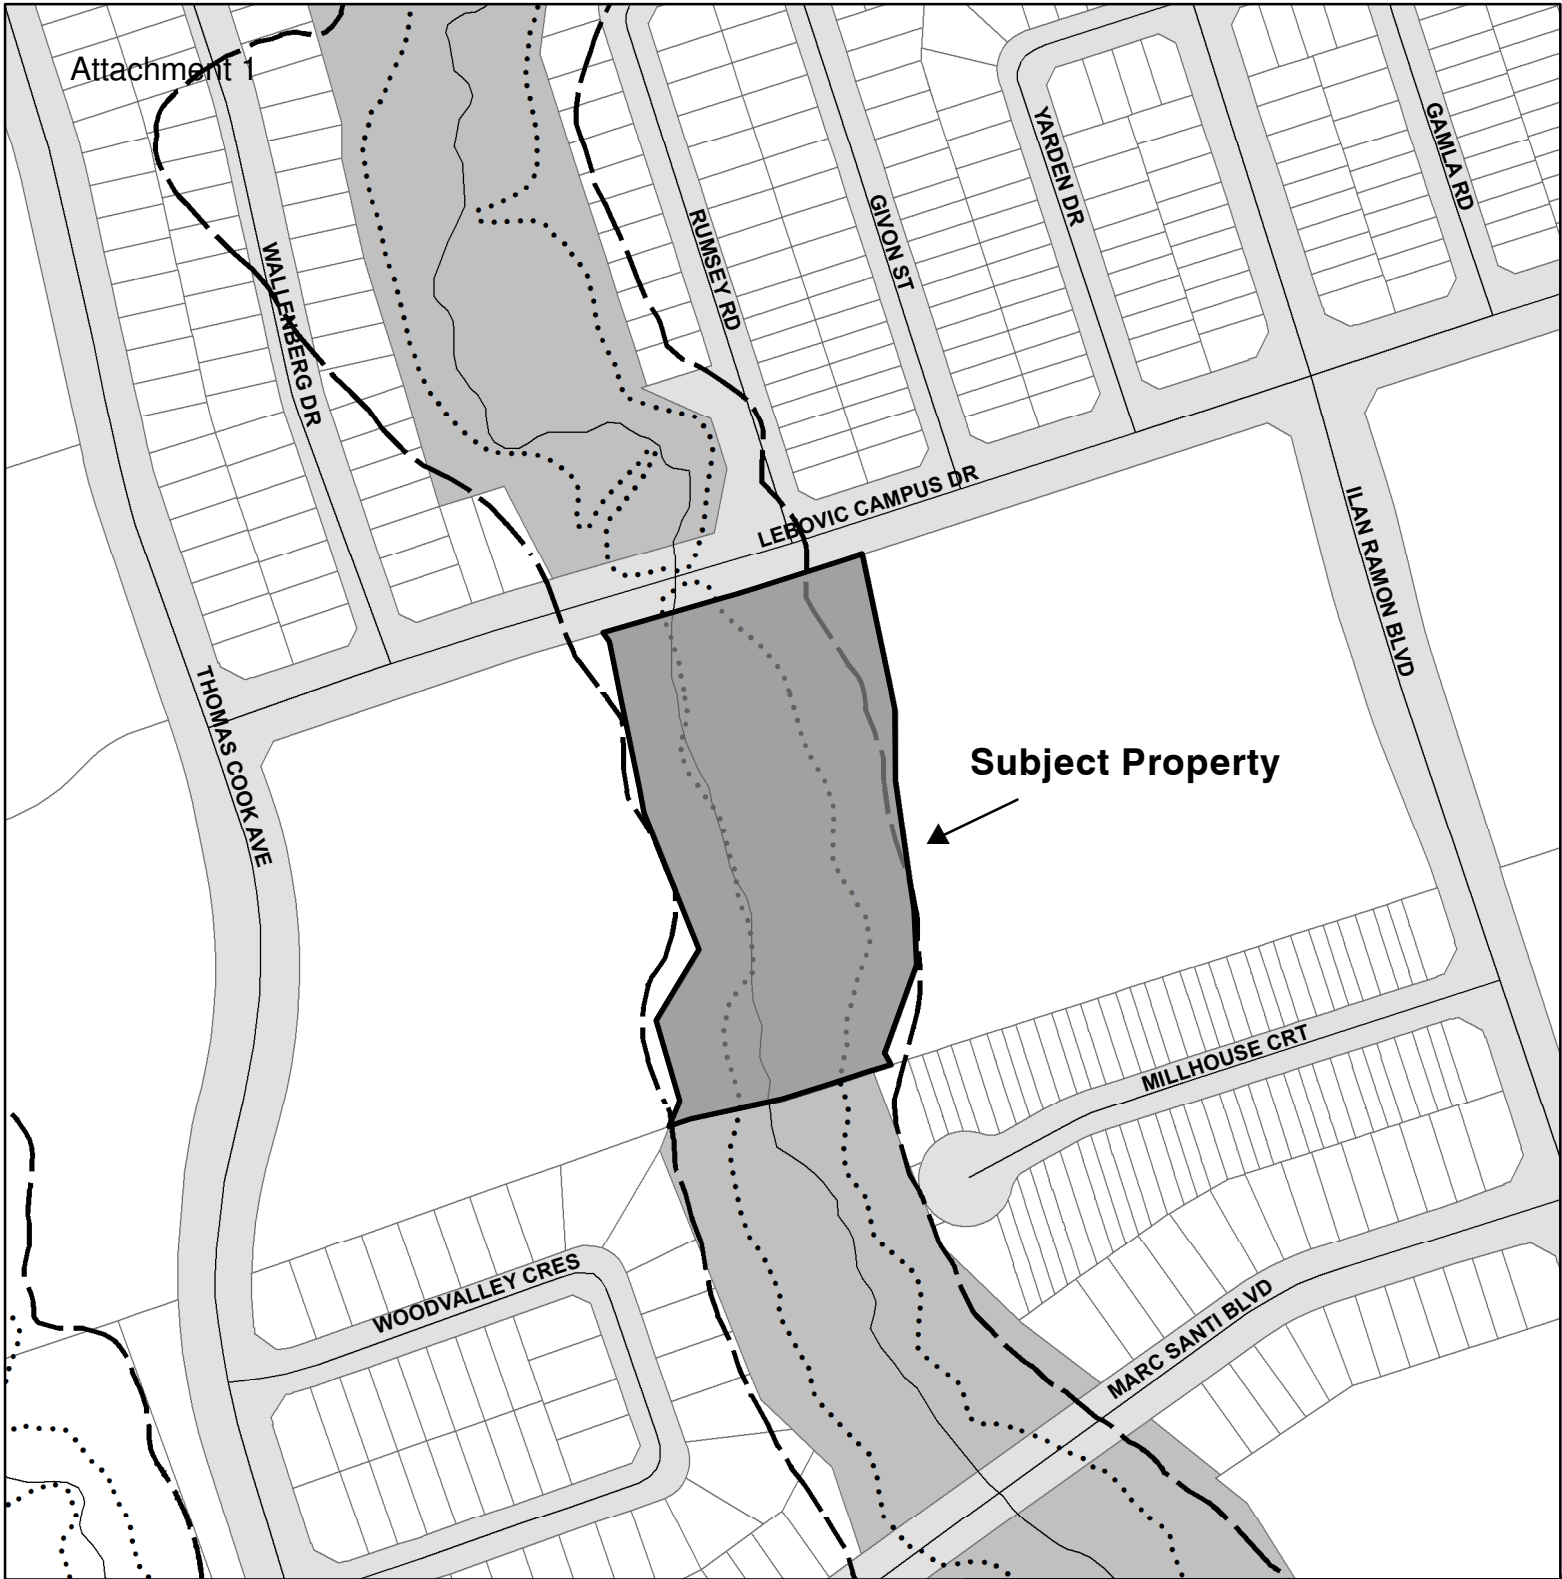 Attachment 1
WALLENBERG DR
RUMSEY RD
GIVON ST
YARDEN DR
GAMLA RD
LEBOVIC CAMPUS DR
ILAN RAMON BLVD
THOMAS COOK AVE
Subject Property
MILLHOUSE CRT
WOODVALLEY CRES
MARC SANTI BLVD